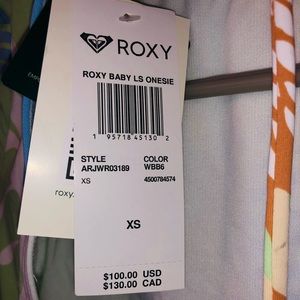 ROXY
ROXY BABY LS ONESIE
1 95718 45130 2
STYLE COLOR
ARJWR03189 WBB6
XS 4500784574
XS
$100.00 USD
$130.00 CAD
roxy.